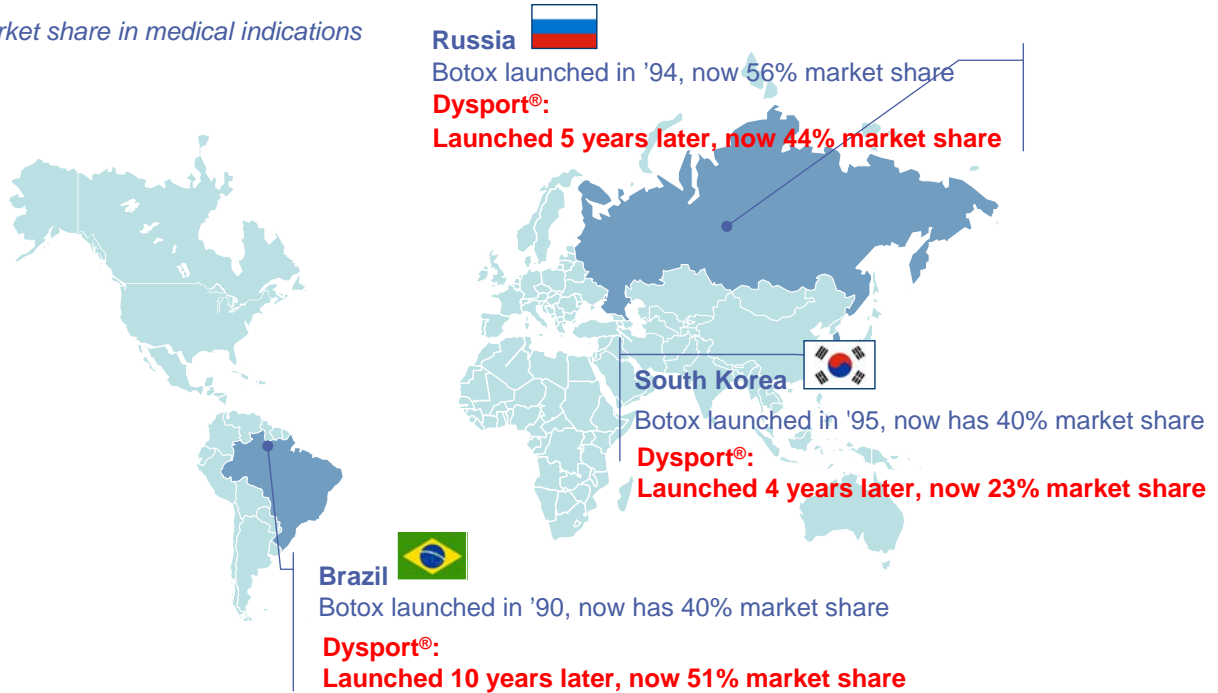 market share in medical indications
Russia
Botox launched in ’94, now 56% market share
Dysport®:
Launched 5 years later, now 44% market share
South Korea
Botox launched in '95, now has 40% market share
Dysport®:
Launched 4 years later, now 23% market share
Brazil
Botox launched in ’90, now has 40% market share
Dysport®:
Launched 10 years later, now 51% market share